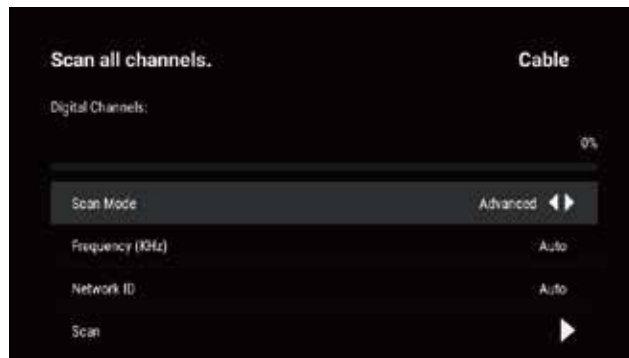 Scan all channels. Cable
Digital Channels:
0%
Scan Mode Advanced
Frequency (KHz) Auto
Network ID Auto
Scan